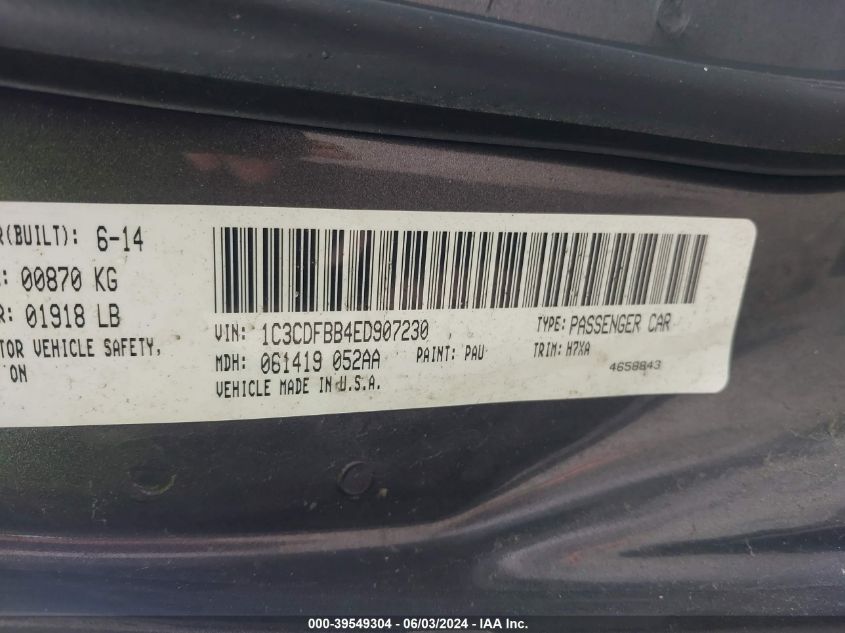 R(BUILT): 6-14
: 00870 KG
R: 01918 LB
TOR VEHICLE SAFETY,
ON
VIN: 1C3CDFBB4ED907230
TYPE: PASSENGER CAR
MDH: 061419 052AA
PAINT: PAU
TRIM: H7XA
VEHICLE MADE IN U.S.A.
4658843
000-39549304 - 06/03/2024 - IAA Inc.